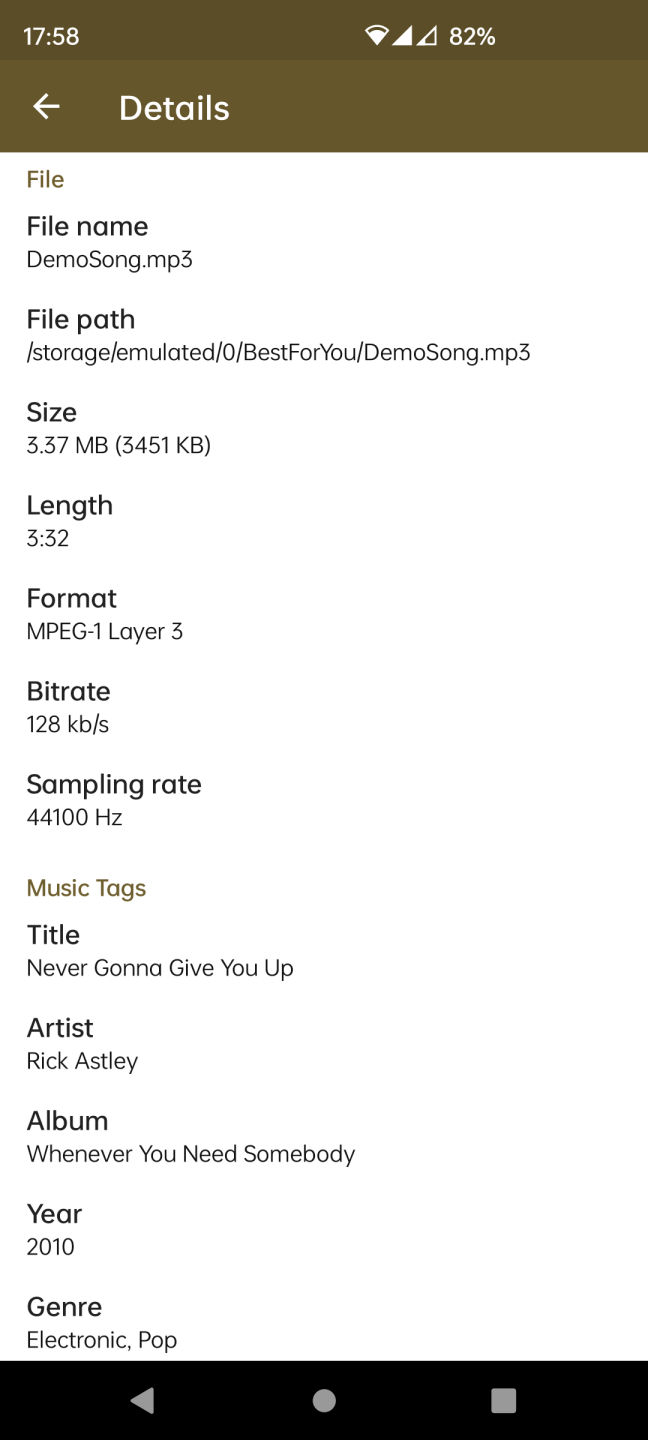 17:58
82%
Details
File
File name
DemoSong.mp3
File path
/storage/emulated/0/BestForYou/DemoSong.mp3
Size
3.37 MB (3451 KB)
Length
3:32
Format
MPEG-1 Layer 3
Bitrate
128 kb/s
Sampling rate
44100 Hz
Music Tags
Title
Never Gonna Give You Up
Artist
Rick Astley
Album
Whenever You Need Somebody
Year
2010
Genre
Electronic, Pop